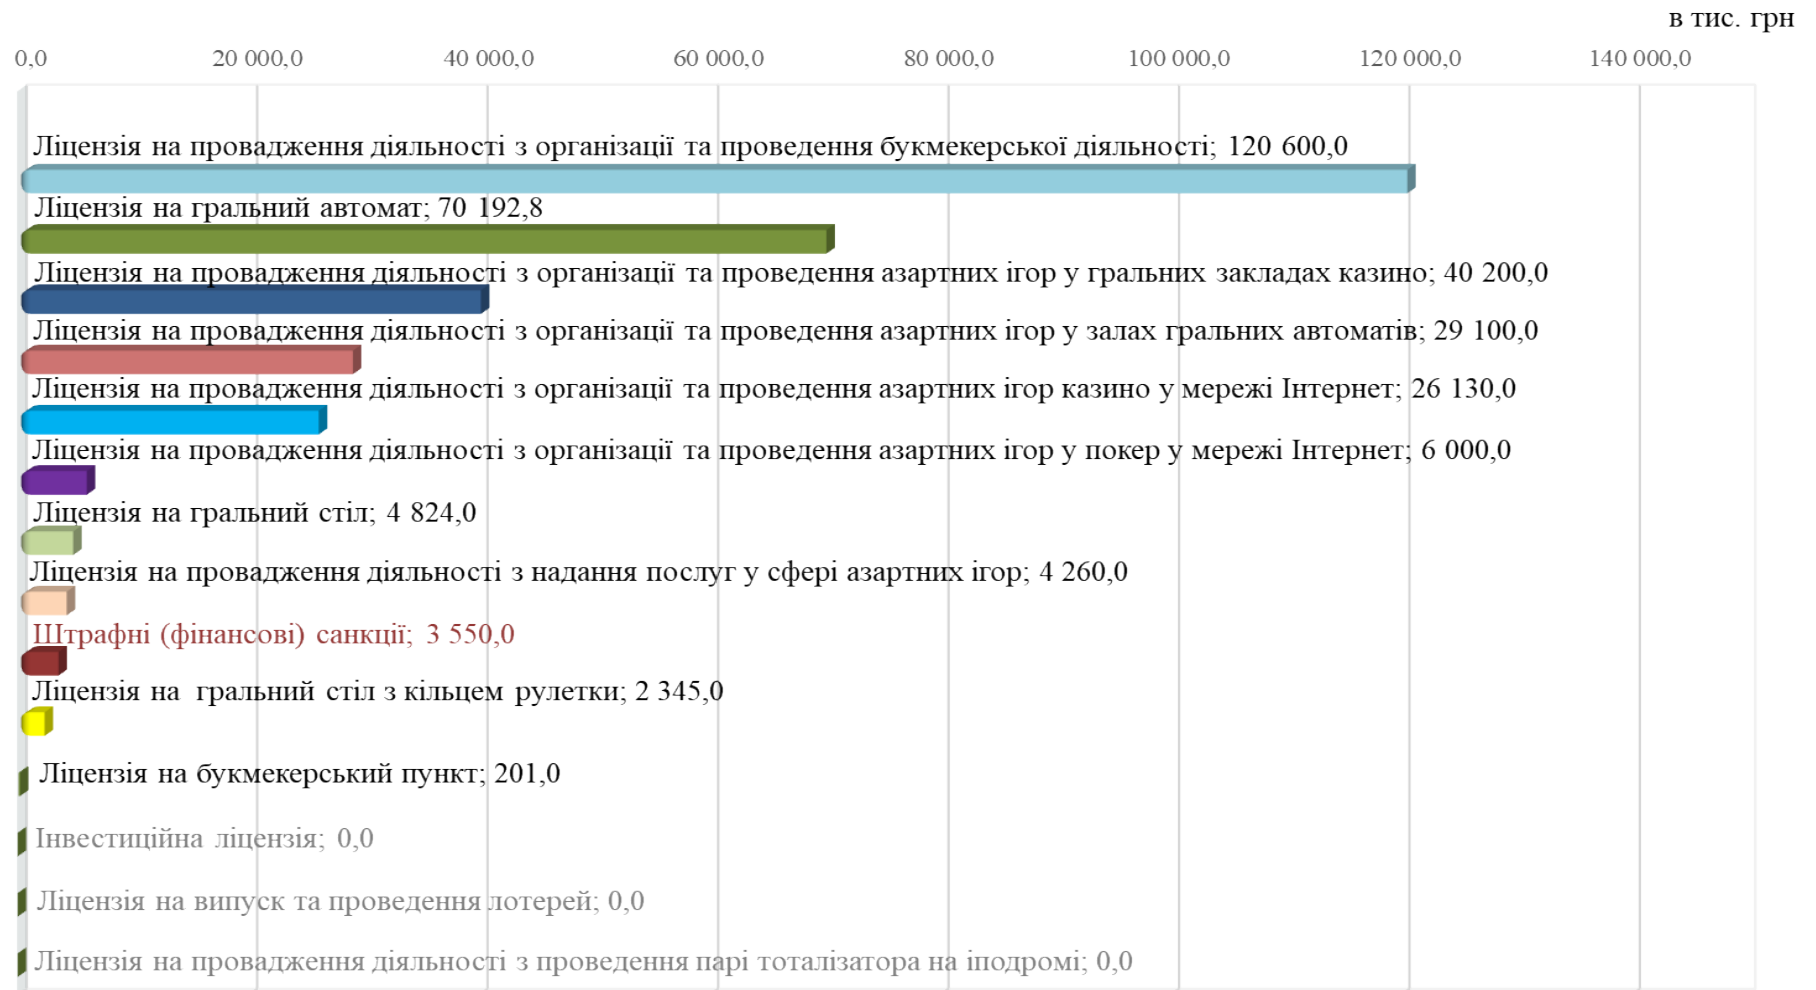 в тис. грн
0,0 20 000,0 40 000,0 60 000,0 80 000,0 100 000,0 120 000,0 140 000,0
Ліцензія на провадження діяльності з організації та проведення букмекерської діяльності; 120 600,0
Ліцензія на гральний автомат; 70 192,8
Ліцензія на провадження діяльності з організації та проведення азартних ігор у гральних закладах казино; 40 200,0
Ліцензія на провадження діяльності з організації та проведення азартних ігор у залах гральних автоматів; 29 100,0
Ліцензія на провадження діяльності з організації та проведення азартних ігор казино у мережі Інтернет; 26 130,0
Ліцензія на провадження діяльності з організації та проведення азартних ігор у покер у мережі Інтернет; 6 000,0
Ліцензія на гральний стіл; 4 824,0
Ліцензія на провадження діяльності з надання послуг у сфері азартних ігор; 4 260,0
Штрафні (фінансові) санкції; 3 550,0
Ліцензія на гральний стіл з кільцем рулетки; 2 345,0
Ліцензія на букмекерський пункт; 201,0
Інвестиційна ліцензія; 0,0
Ліцензія на випуск та проведення лотерей; 0,0
Ліцензія на провадження діяльності з проведення парі тоталізатора на іподромі; 0,0